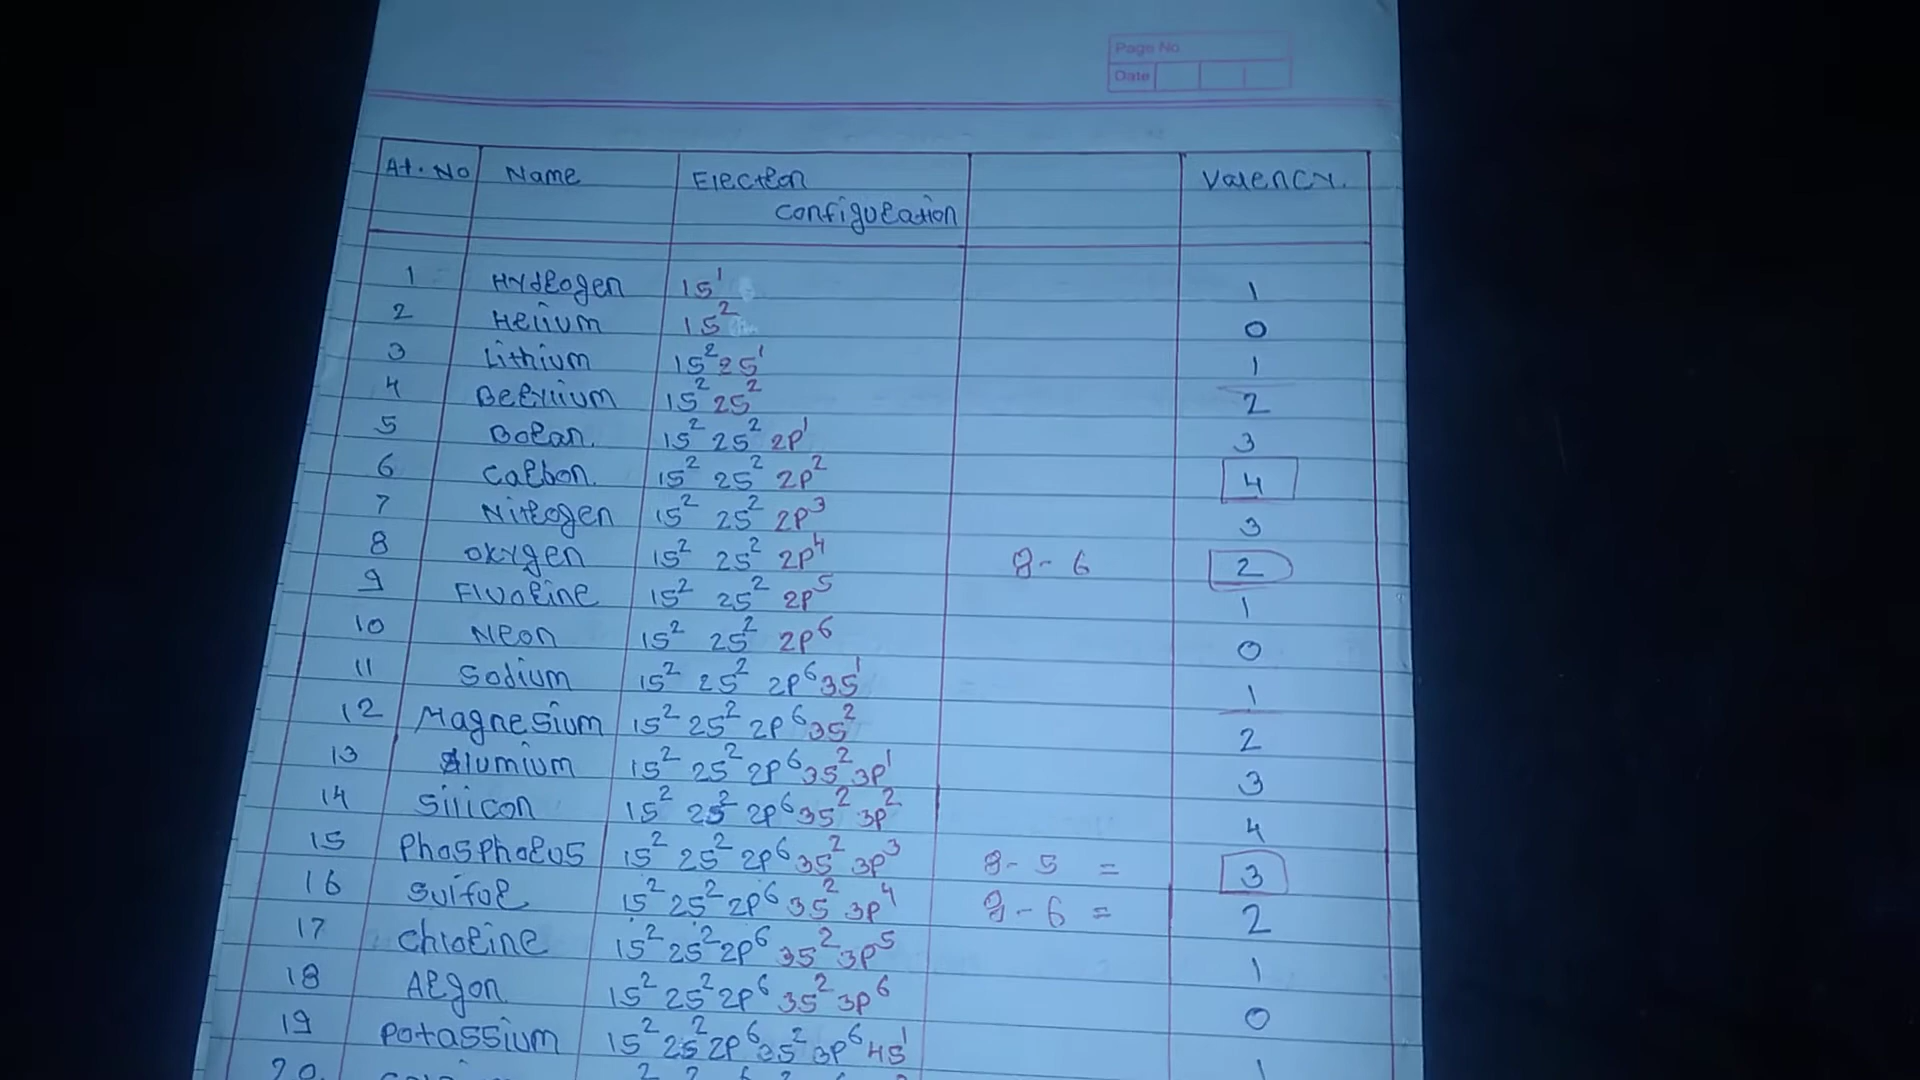 Page No
Date
At. No Name Electron Configuration Valency.
1 Hydrogen 1s¹ 1
2 Helium 1s² 0
3 Lithium 1s² 2s¹ 1
4 Beryllium 1s² 2s² 2
5 Boran. 1s² 2s² 2p¹ 3
6 Carbon. 1s² 2s² 2p² 4
7 Nitrogen 1s² 2s² 2p³ 3
8 Oxygen 1s² 2s² 2p⁴ 8-6 2
9 Fluorine 1s² 2s² 2p⁵ 1
10 Neon 1s² 2s² 2p⁶ 0
11 Sodium 1s² 2s² 2p⁶ 3s¹ 1
12 Magnesium 1s² 2s² 2p⁶ 3s² 2
13 Alumium 1s² 2s² 2p⁶ 3s² 3p¹ 3
14 Silicon 1s² 2s² 2p⁶ 3s² 3p² 4
15 Phosphorus 1s² 2s² 2p⁶ 3s² 3p³ 8-5 = 3
16 Sulfur 1s² 2s² 2p⁶ 3s² 3p⁴ 8-6 = 2
17 Chlorine 1s² 2s² 2p⁶ 3s² 3p⁵ 1
18 Argon 1s² 2s² 2p⁶ 3s² 3p⁶ 0
19 Potassium 1s² 2s² 2p⁶ 3s² 3p⁶ 4s¹ 1
20.